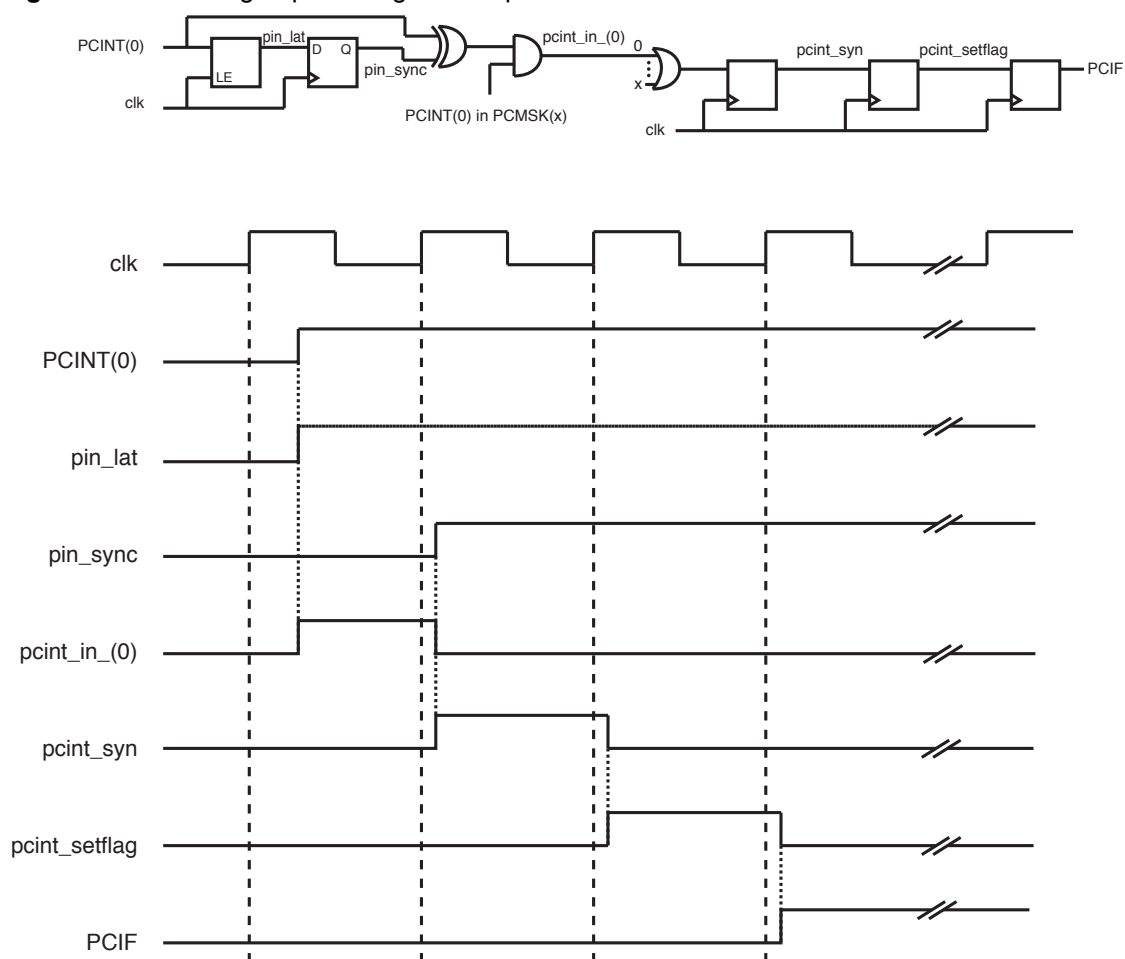 PCINT(0)
pin_lat
D Q
pin_sync
LE
clk
pcint_in_(0)
0
x
PCINT(0) in PCMSK(x)
clk
pcint_syn
pcint_setflag
PCIF
clk
PCINT(0)
pin_lat
pin_sync
pcint_in_(0)
pcint_syn
pcint_setflag
PCIF